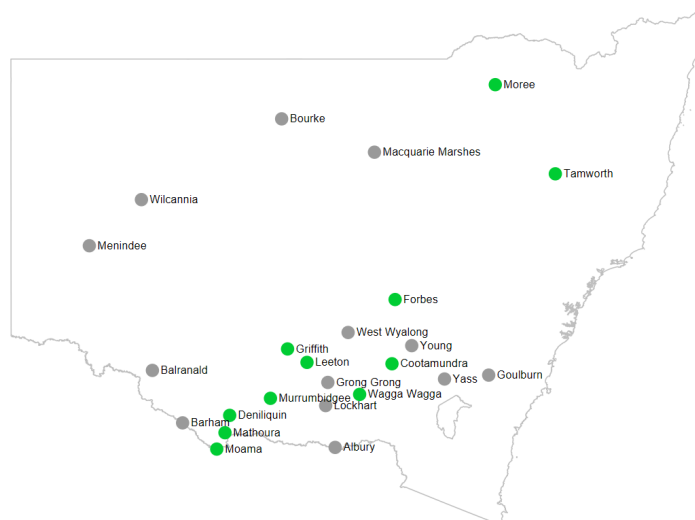 Moree
Bourke
Macquarie Marshes
Tamworth
Wilcannia
Menindee
Forbes
West Wyalong
Young
Griffith
Leeton
Cootamundra
Balranald
Goulburn
Yass
Grong Grong
Wagga Wagga
Murrumbidgee
Lockhart
Deniliquin
Barham
Mathoura
Moama
Albury